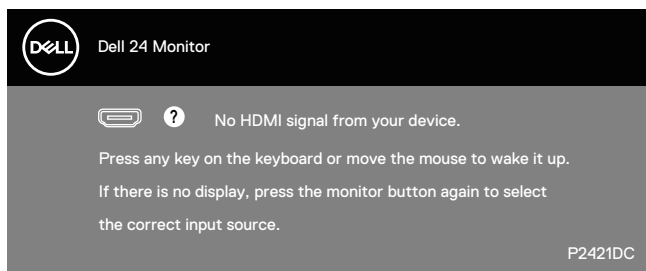 DELL Dell 24 Monitor
? No HDMI signal from your device.
Press any key on the keyboard or move the mouse to wake it up.
If there is no display, press the monitor button again to select
the correct input source.
P2421DC